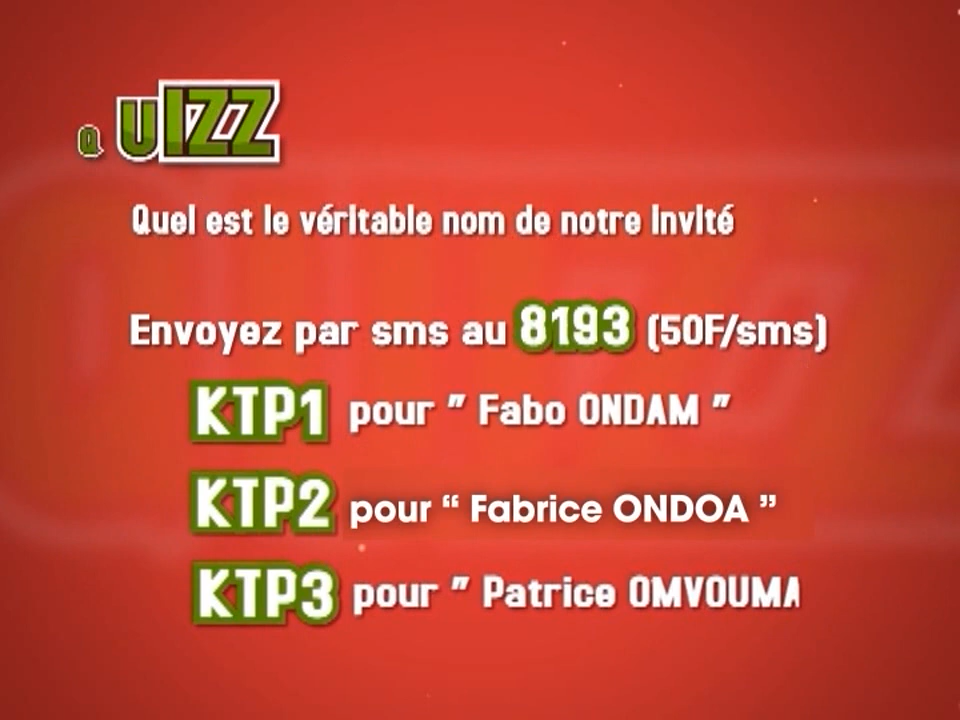 QUIZZ
Quel est le véritable nom de notre invité
Envoyez par sms au 8193 (50F/sms)
KTP1 pour " Fabo ONDAM "
KTP2 pour “ Fabrice ONDOA ”
KTP3 pour " Patrice OMVOUMA